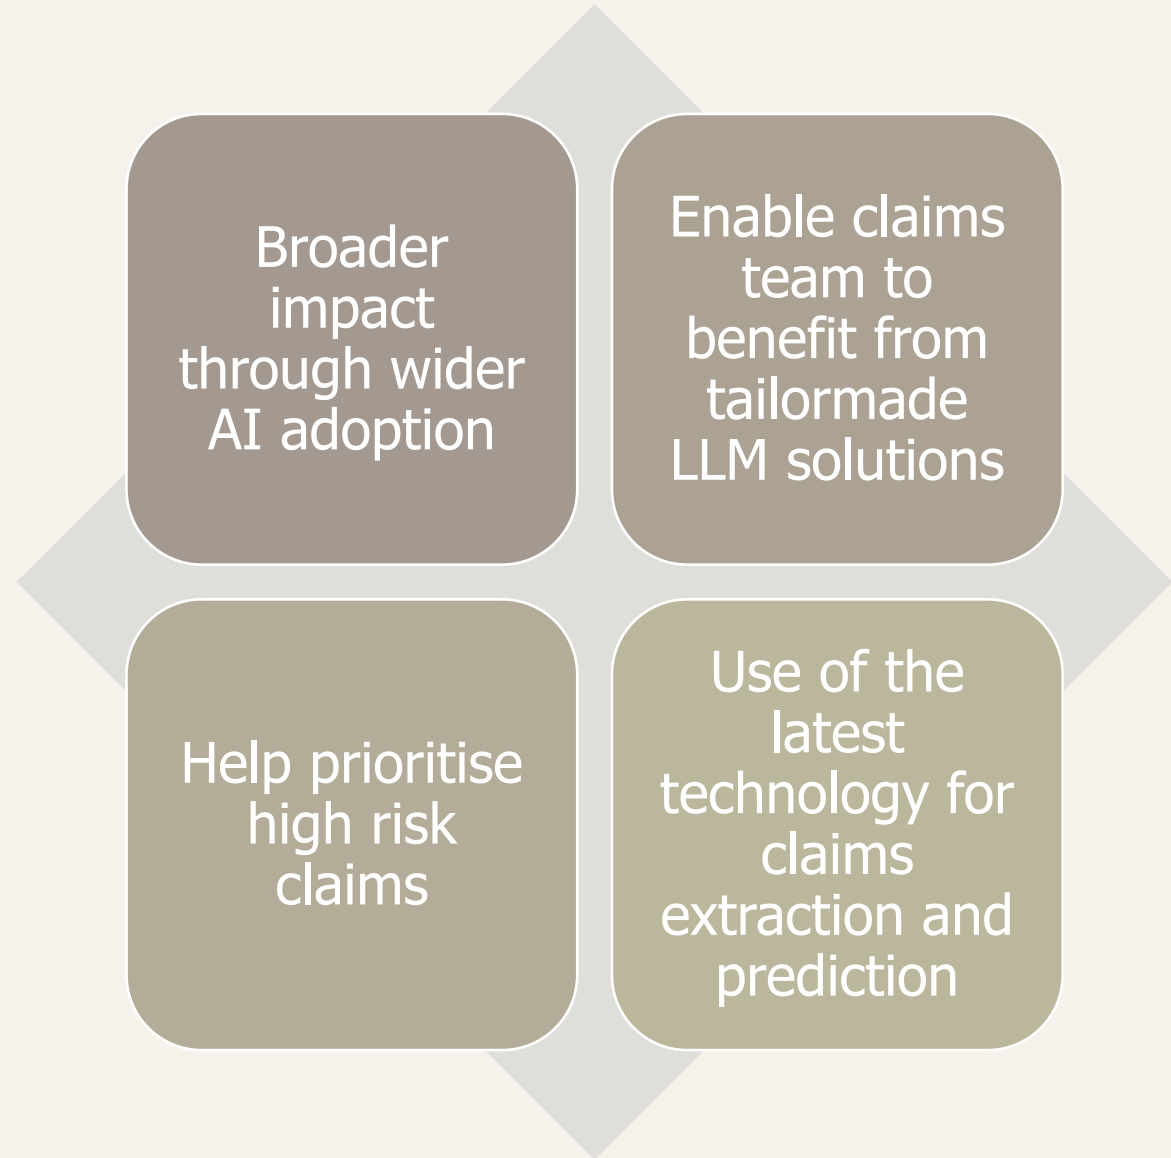 Broader
impact
through wider
AI adoption
Enable claims
team to
benefit from
tailormade
LLM solutions
Help prioritise
high risk
claims
Use of the
latest
technology for
claims
extraction and
prediction